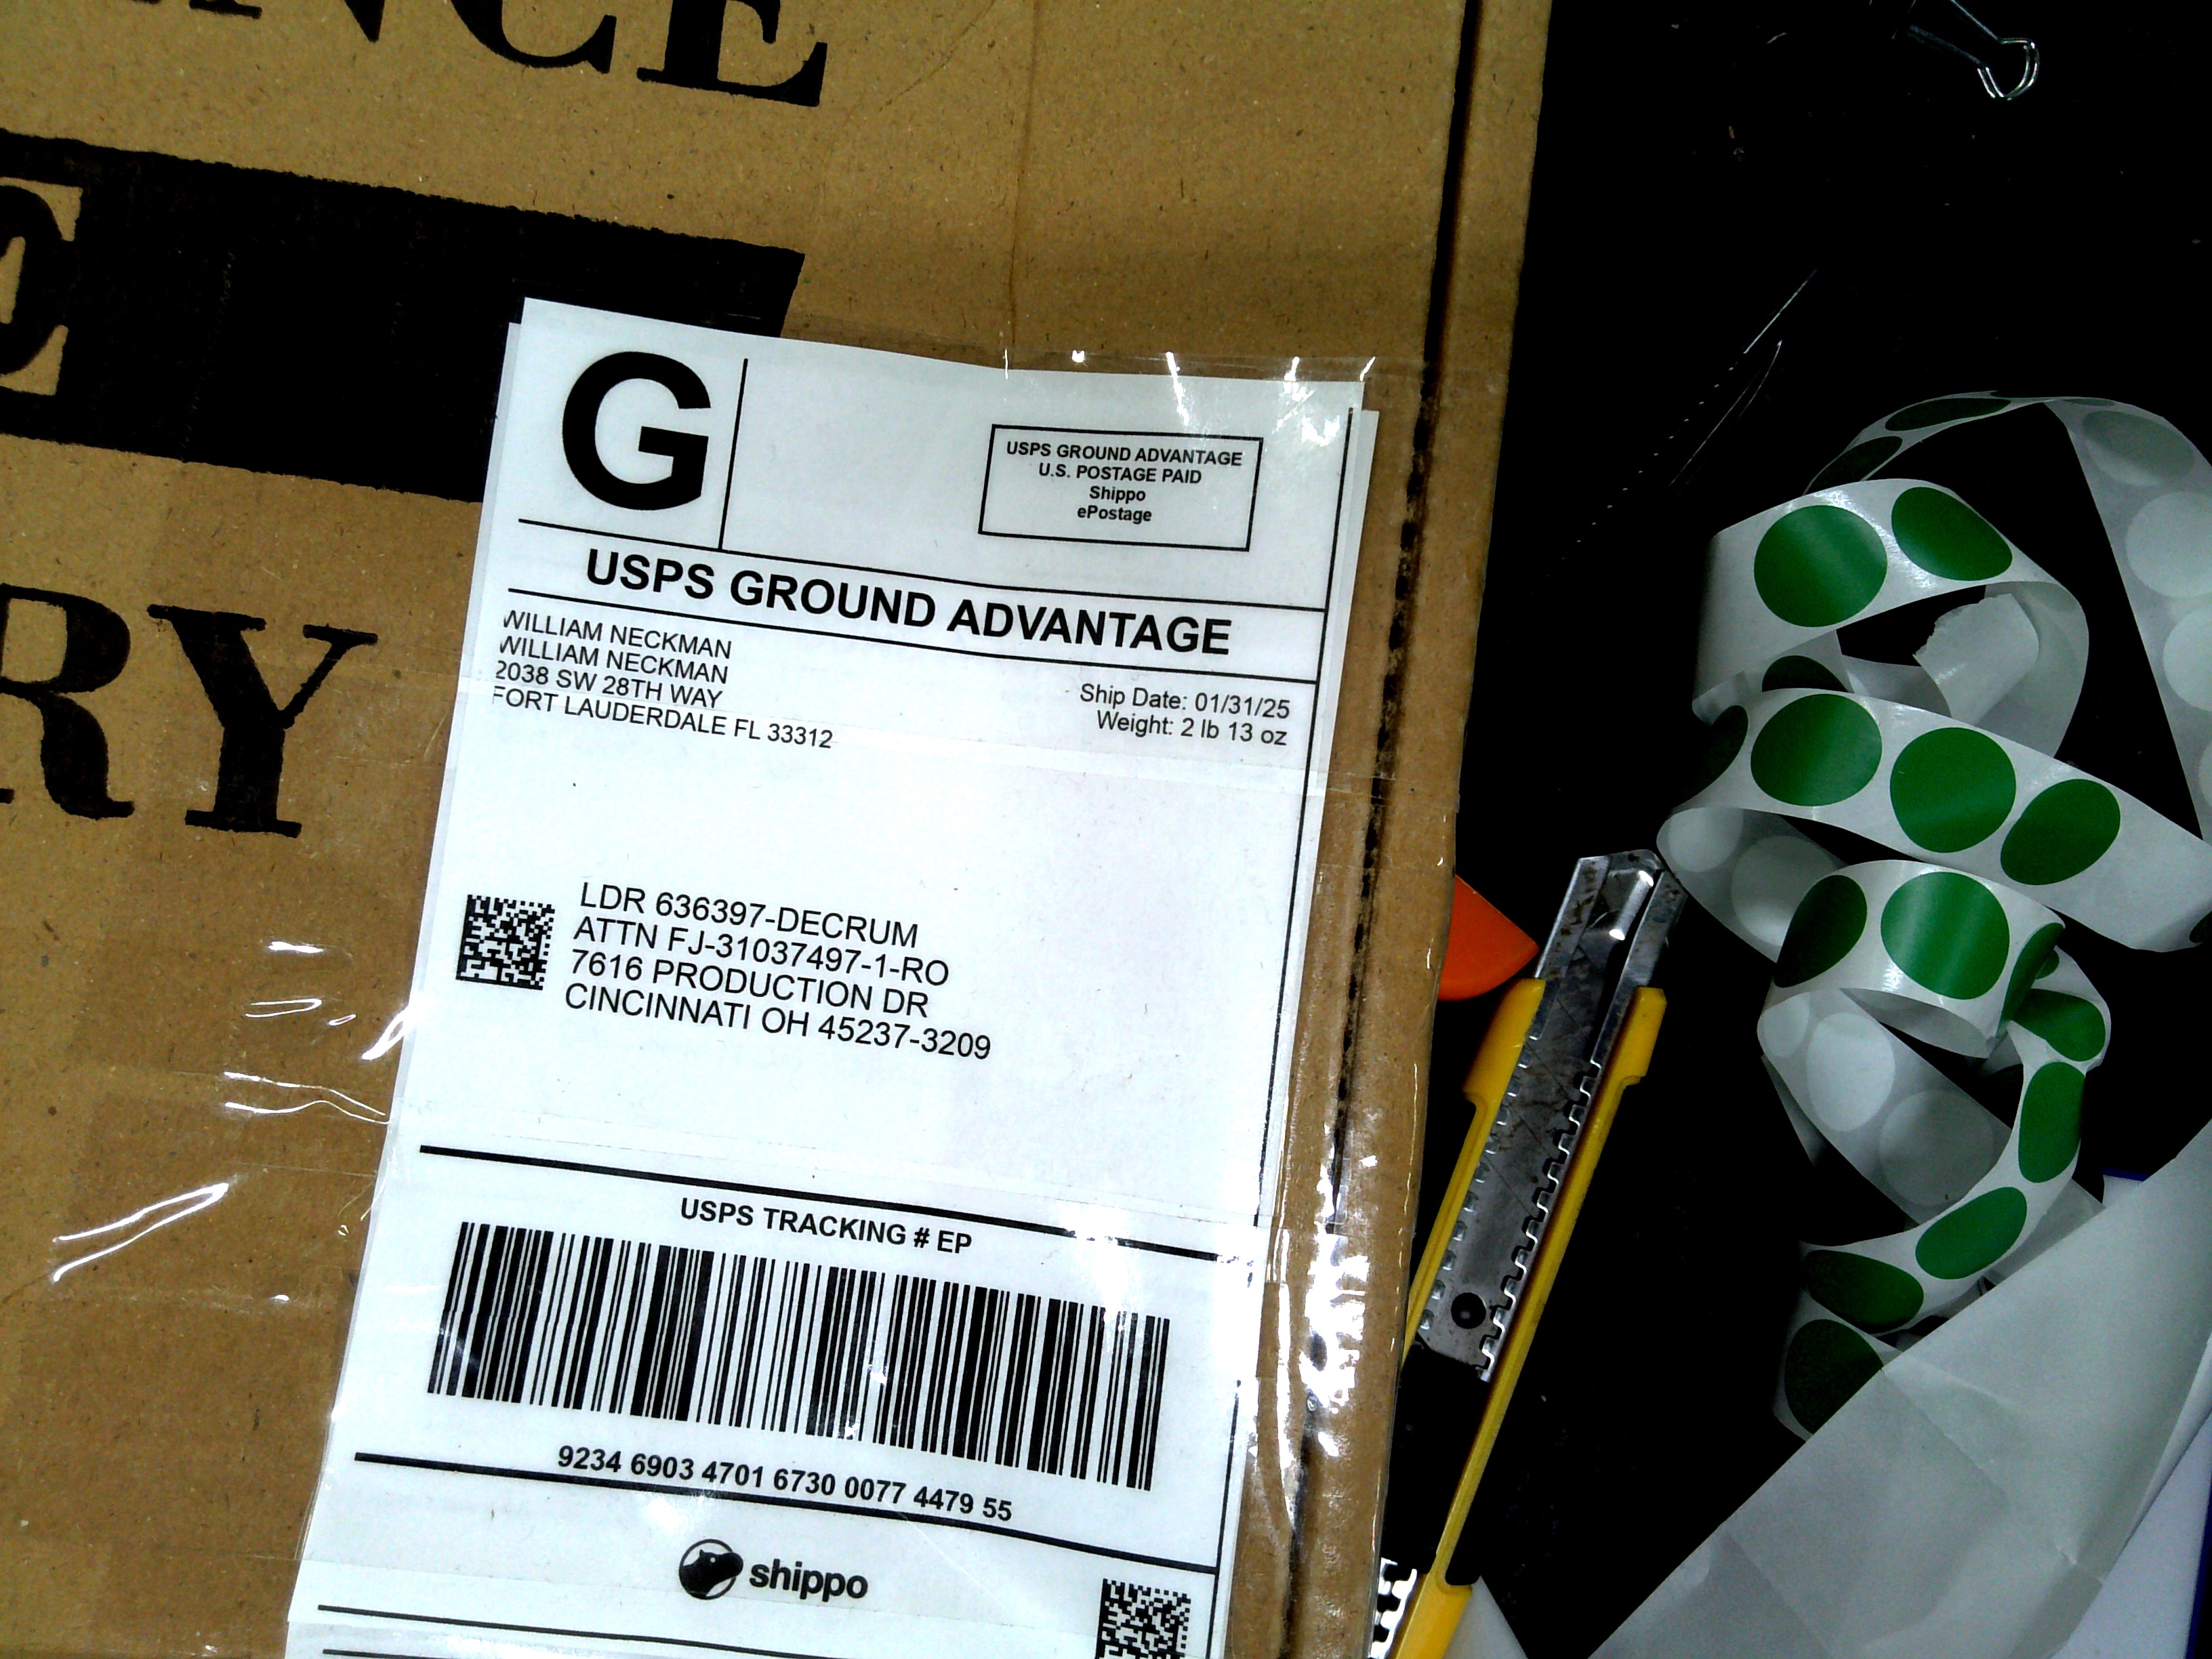 NCE
E
RY
G
USPS GROUND ADVANTAGE
U.S. POSTAGE PAID
Shippo
ePostage
USPS GROUND ADVANTAGE
WILLIAM NECKMAN
WILLIAM NECKMAN
2038 SW 28TH WAY
FORT LAUDERDALE FL 33312
Ship Date: 01/31/25
Weight: 2 lb 13 oz
LDR 636397-DECRUM
ATTN FJ-31037497-1-RO
7616 PRODUCTION DR
CINCINNATI OH 45237-3209
USPS TRACKING # EP
9234 6903 4701 6730 0077 4479 55
shippo